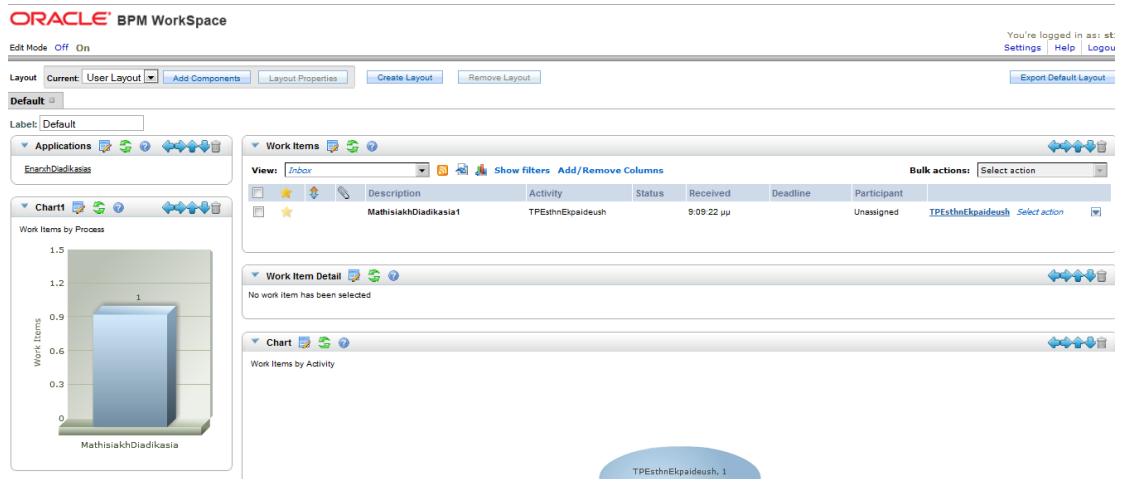 ORACLE BPM WorkSpace
You're logged in as: st
Edit Mode Off On
Settings Help Logou
Layout Current: User Layout Add Components Layout Properties Create Layout Remove Layout Export Default Layout
Default
Label: Default
Applications
EnarxhDiadikasias
Chart1
Work Items by Process
1.5
1.2
1
0.9
0.6
0.3
0
Work Items
MathisiakhDiadikasia
Work Items
View: Inbox Show filters Add/Remove Columns Bulk actions: Select action
Description Activity Status Received Deadline Participant
MathisiakhDiadikasia1 TPEsthnEkpaideush 9:09:22 μμ Unassigned TPEsthnEkpaideush Select action
Work Item Detail
No work item has been selected
Chart
Work Items by Activity
TPEsthnEkpaideush, 1